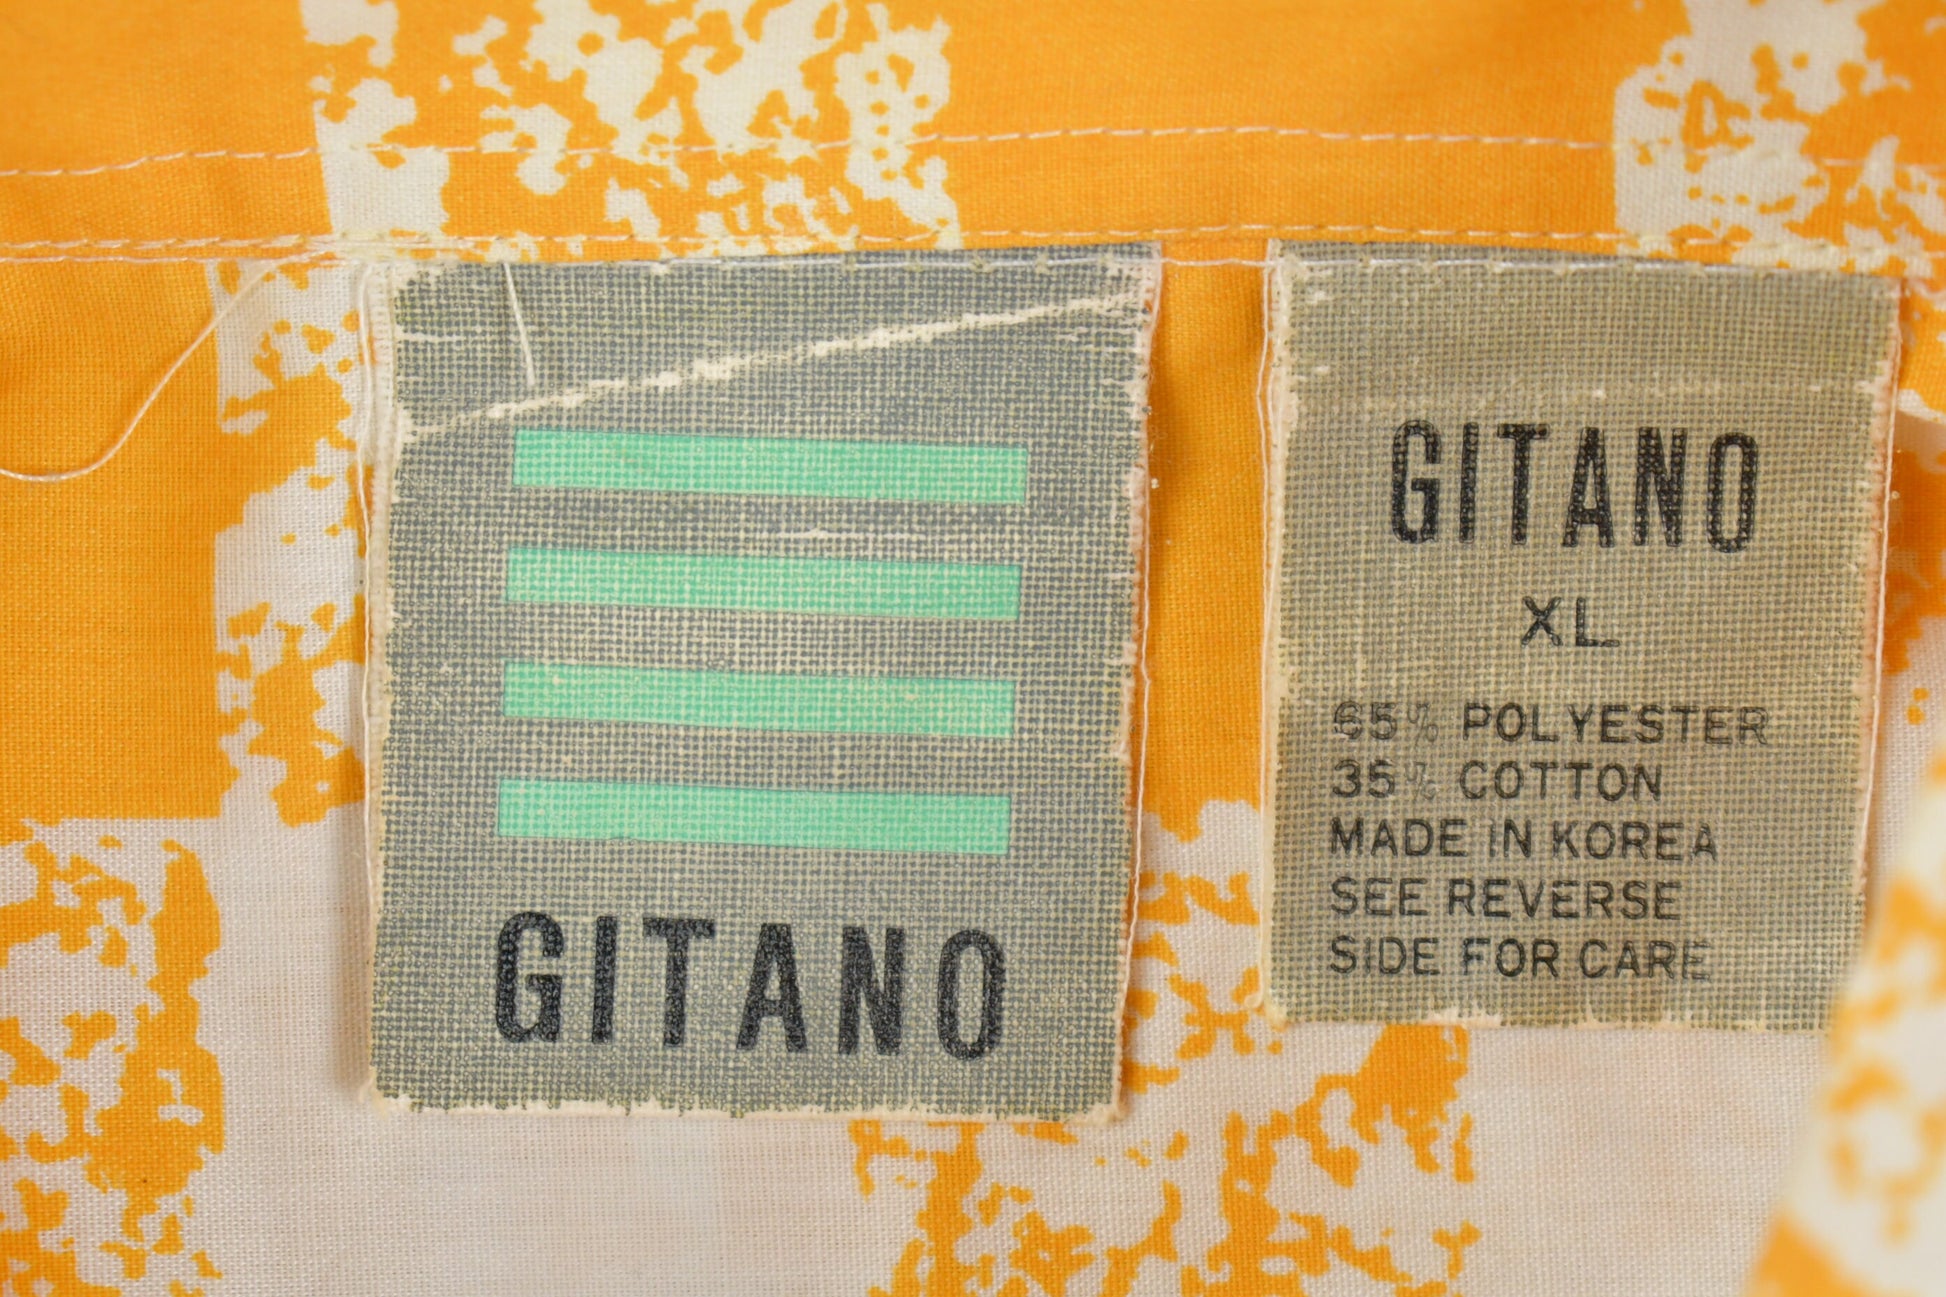 GITANO
GITANO
XL
65% POLYESTER
35% COTTON
MADE IN KOREA
SEE REVERSE
SIDE FOR CARE